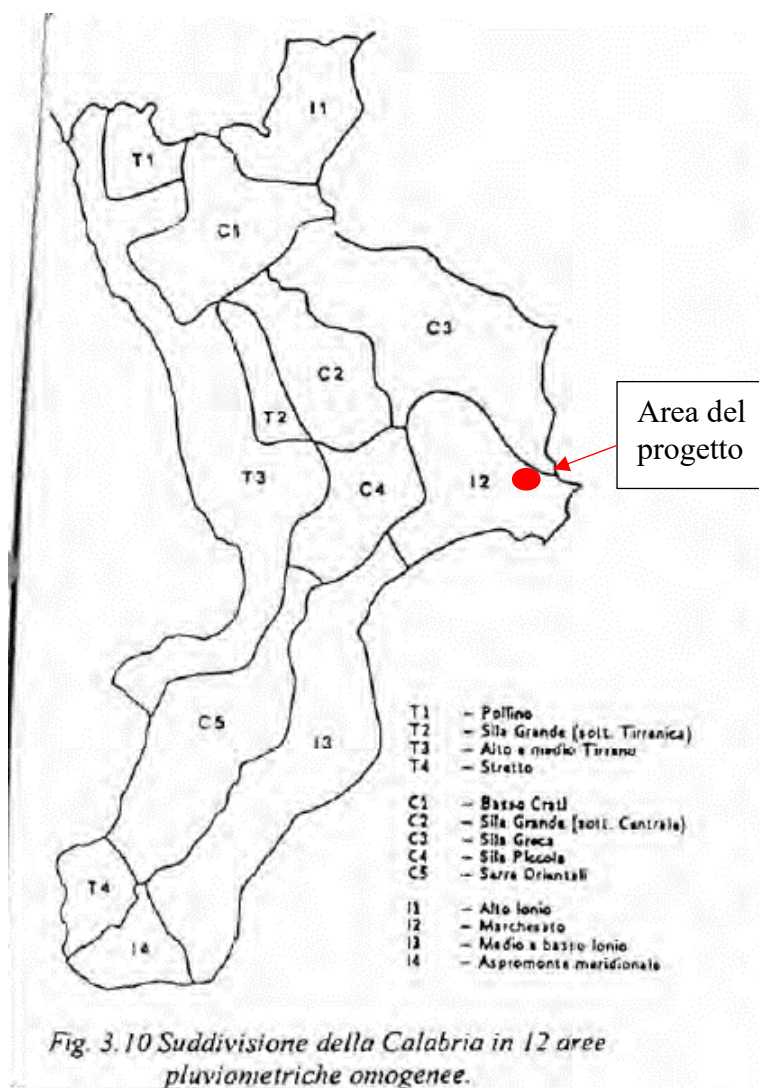 I1
T1
C1
C3
C2
T2
Area del
progetto
T3
C4
I2
C5
I3
T4
I4
T1 – Pollino
T2 – Sila Grande (sott. Tirrenica)
T3 – Alto e medio Tirreno
T4 – Stretto
C1 – Basso Crati
C2 – Sila Grande (sott. Centrale)
C3 – Sila Greca
C4 – Sila Piccola
C5 – Serre Orientali
I1 – Alto Ionio
I2 – Marchesato
I3 – Medio e basso Ionio
I4 – Aspromonte meridionale
Fig. 3.10 Suddivisione della Calabria in 12 aree
pluviometriche omogenee.